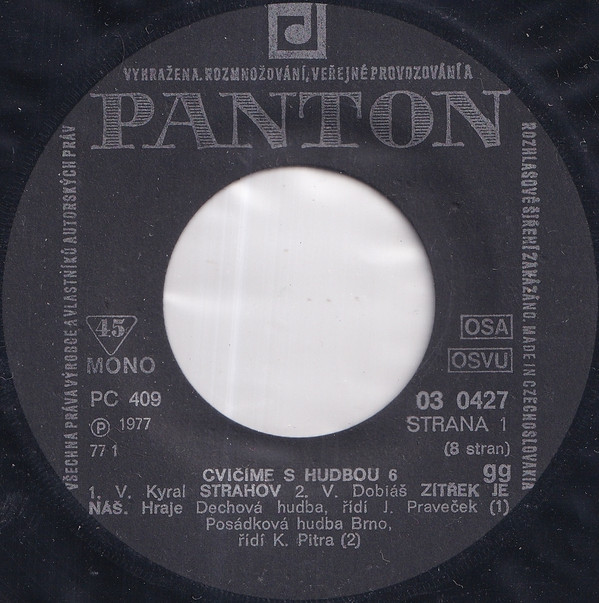 VYHRAŽENA. ROZMNOŽOVÁNÍ, VEŘEJNÉ PROVOZOVÁNÍ A
PANTON
VŠECHNA PRÁVA VÝROBCE A VLASTNÍKŮ AUTORSKÝCH PRÁV
ROZHLASOVÉ ŠÍŘENÍ ZAKÁZÁNO. MADE IN CZECHOSLOVAKIA
45
MONO
OSA
OSVU
PC 409
03 0427
℗ 1977
STRANA 1
77 1
(8 stran)
CVIČÍME S HUDBOU 6
gg
1. V. Kyral STRAHOV 2. V. Dobiáš ZÍTŘEK JE
NÁŠ. Hraje Dechová hudba, řídí J. Praveček (1)
Posádková hudba Brno,
řídí K. Pitra (2)